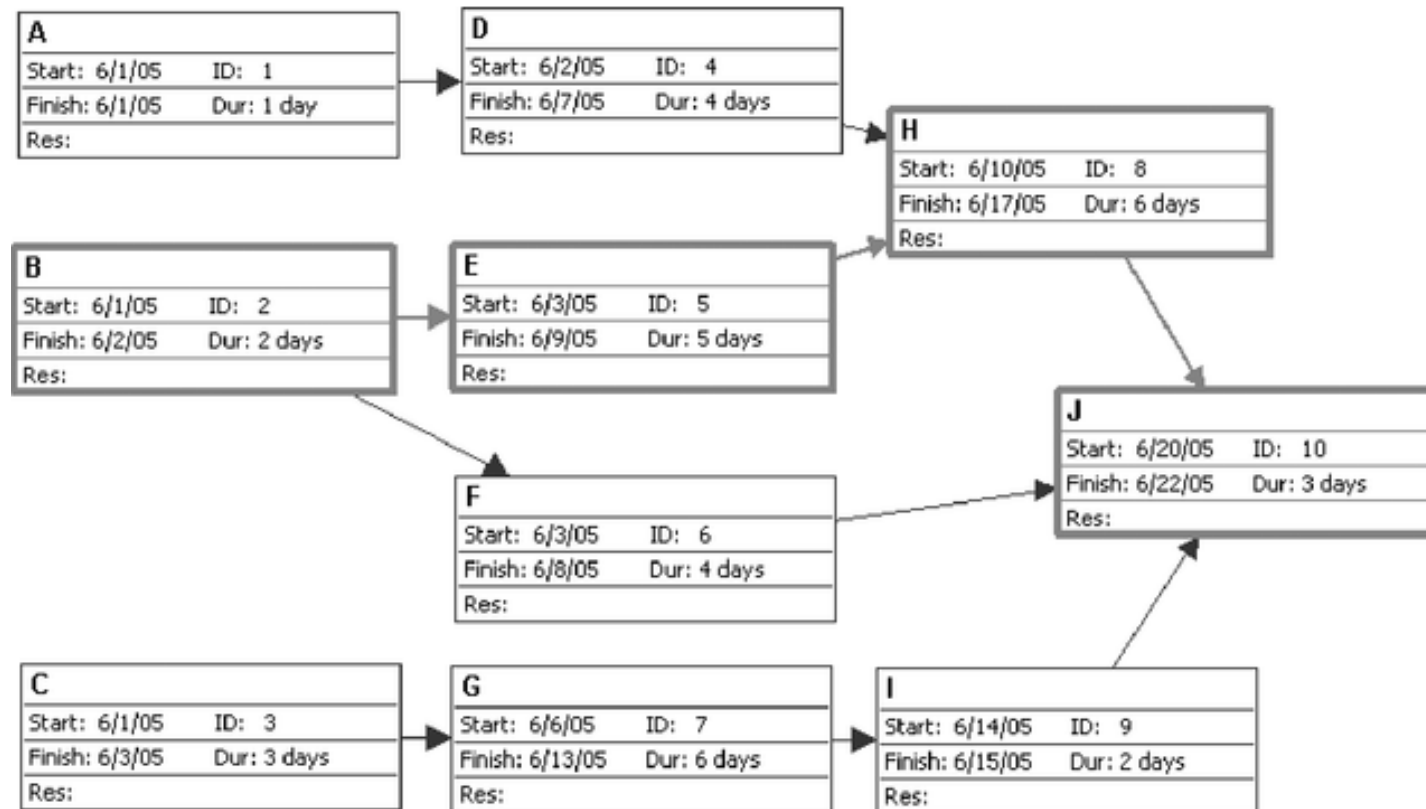 A
Start: 6/1/05 ID: 1
Finish: 6/1/05 Dur: 1 day
Res:
D
Start: 6/2/05 ID: 4
Finish: 6/7/05 Dur: 4 days
Res:
H
Start: 6/10/05 ID: 8
Finish: 6/17/05 Dur: 6 days
Res:
B
Start: 6/1/05 ID: 2
Finish: 6/2/05 Dur: 2 days
Res:
E
Start: 6/3/05 ID: 5
Finish: 6/9/05 Dur: 5 days
Res:
J
Start: 6/20/05 ID: 10
Finish: 6/22/05 Dur: 3 days
Res:
F
Start: 6/3/05 ID: 6
Finish: 6/8/05 Dur: 4 days
Res:
C
Start: 6/1/05 ID: 3
Finish: 6/3/05 Dur: 3 days
Res:
G
Start: 6/6/05 ID: 7
Finish: 6/13/05 Dur: 6 days
Res:
I
Start: 6/14/05 ID: 9
Finish: 6/15/05 Dur: 2 days
Res: